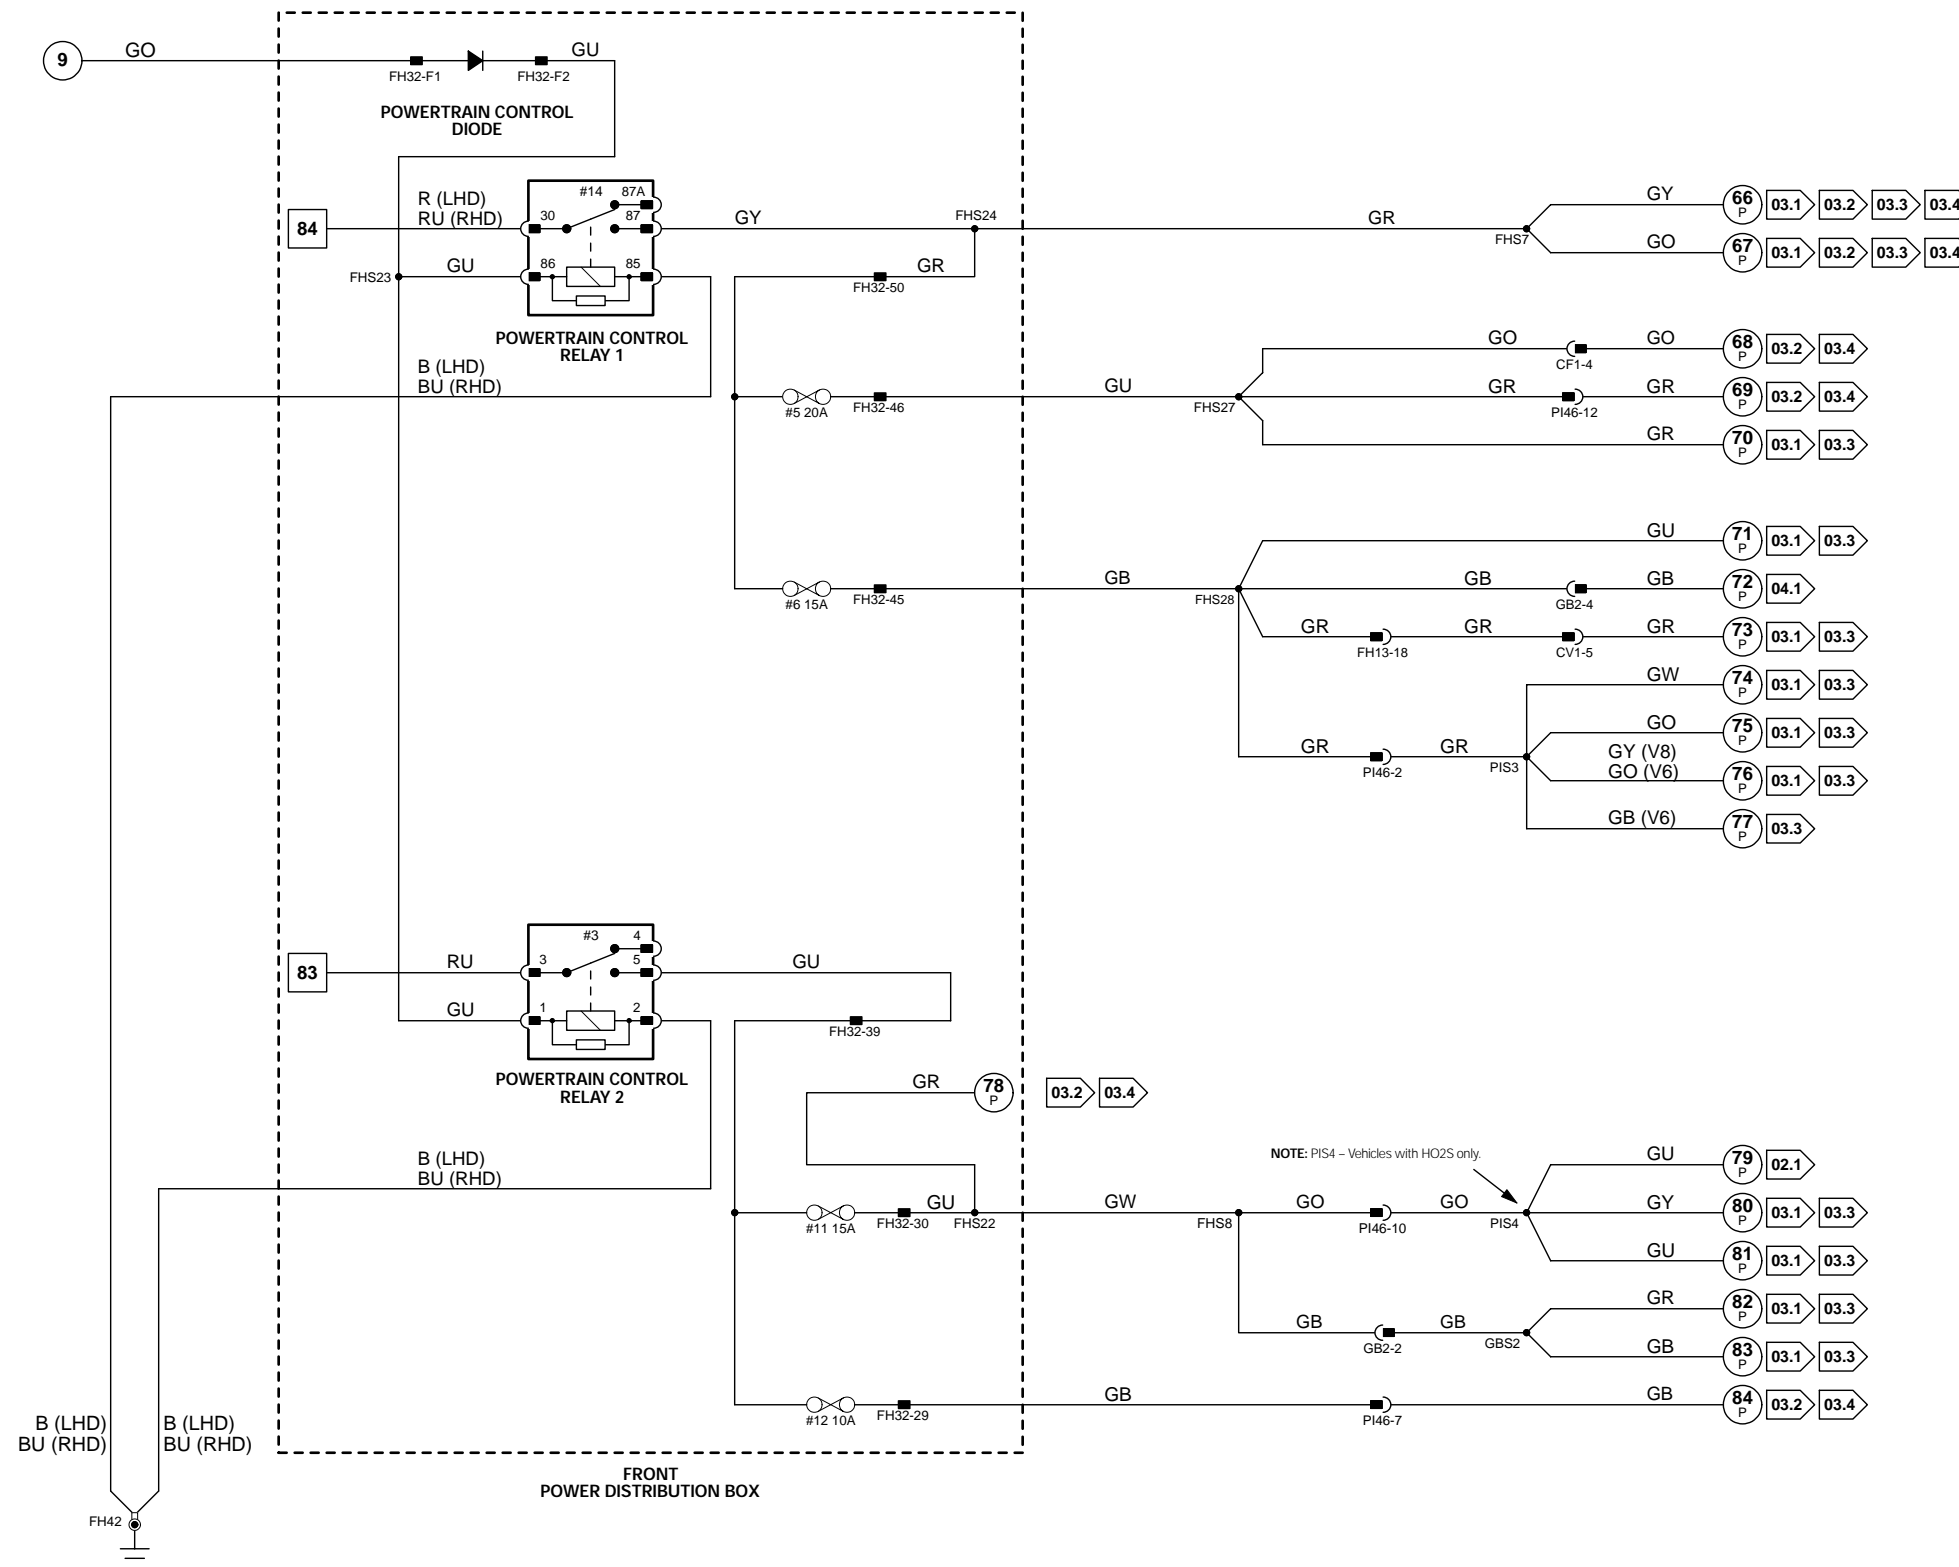 9
GO
GU
FH32-F1
FH32-F2
POWERTRAIN CONTROL
DIODE
84
R (LHD)
RU (RHD)
#14
87A
30
87
GY
FHS24
GR
FHS7
GY
66
P
03.1
03.2
03.3
03.4
GO
67
P
03.1
03.2
03.3
03.4
FHS23
GU
86
85
GR
FH32-50
POWERTRAIN CONTROL
RELAY 1
B (LHD)
BU (RHD)
GO
CF1-4
GO
68
P
03.2
03.4
#5 20A
FH32-46
GU
FHS27
GR
PI46-12
GR
69
P
03.2
03.4
GR
70
P
03.1
03.3
GU
71
P
03.1
03.3
#6 15A
FH32-45
GB
FHS28
GB
GB2-4
GB
72
P
04.1
GR
FH13-18
GR
CV1-5
GR
73
P
03.1
03.3
GW
74
P
03.1
03.3
GR
PI46-2
GR
PIS3
GO
75
P
03.1
03.3
GY (V8)
GO (V6)
76
P
03.1
03.3
GB (V6)
77
P
03.3
83
RU
#3
4
3
5
GU
GU
1
2
FH32-39
POWERTRAIN CONTROL
RELAY 2
GR
78
P
03.2
03.4
B (LHD)
BU (RHD)
NOTE: PIS4 – Vehicles with HO2S only.
GU
79
P
02.1
#11 15A
FH32-30
GU
FHS22
GW
FHS8
GO
PI46-10
GO
PIS4
GY
80
P
03.1
03.3
GU
81
P
03.1
03.3
GB
GB2-2
GB
GBS2
GR
82
P
03.1
03.3
GB
83
P
03.1
03.3
#12 10A
FH32-29
GB
PI46-7
GB
84
P
03.2
03.4
B (LHD)
BU (RHD)
B (LHD)
BU (RHD)
FRONT
POWER DISTRIBUTION BOX
FH42